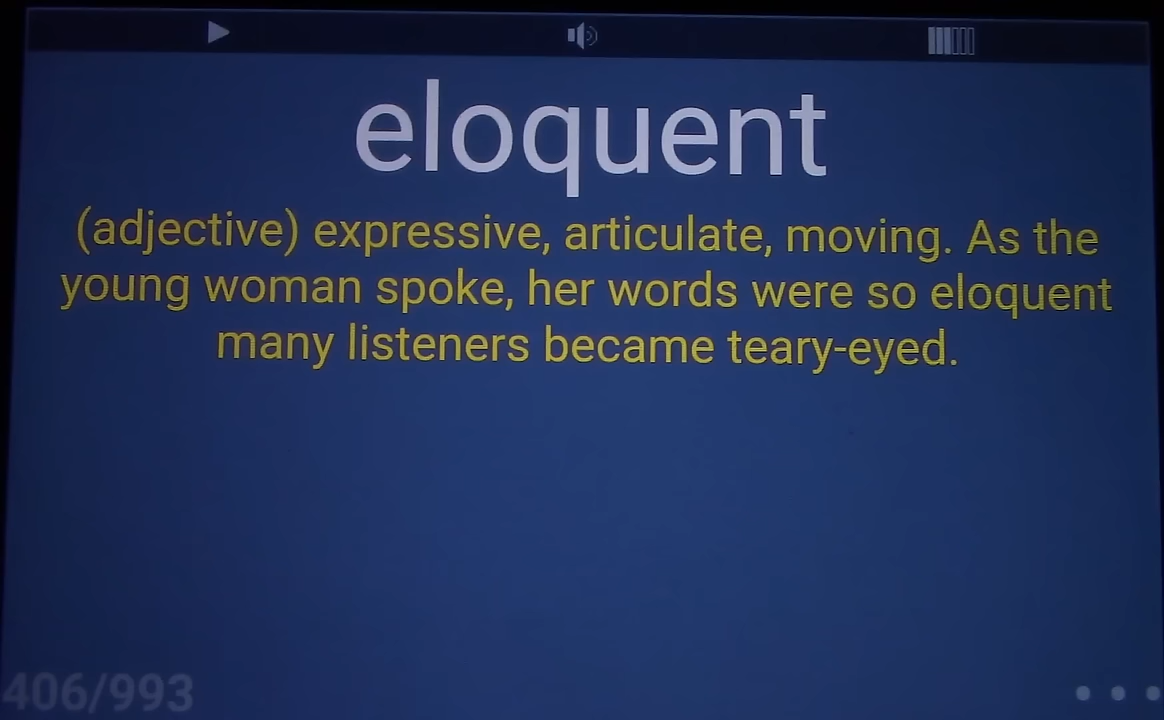 eloquent
(adjective) expressive, articulate, moving. As the
young woman spoke, her words were so eloquent
many listeners became teary-eyed.
406/993